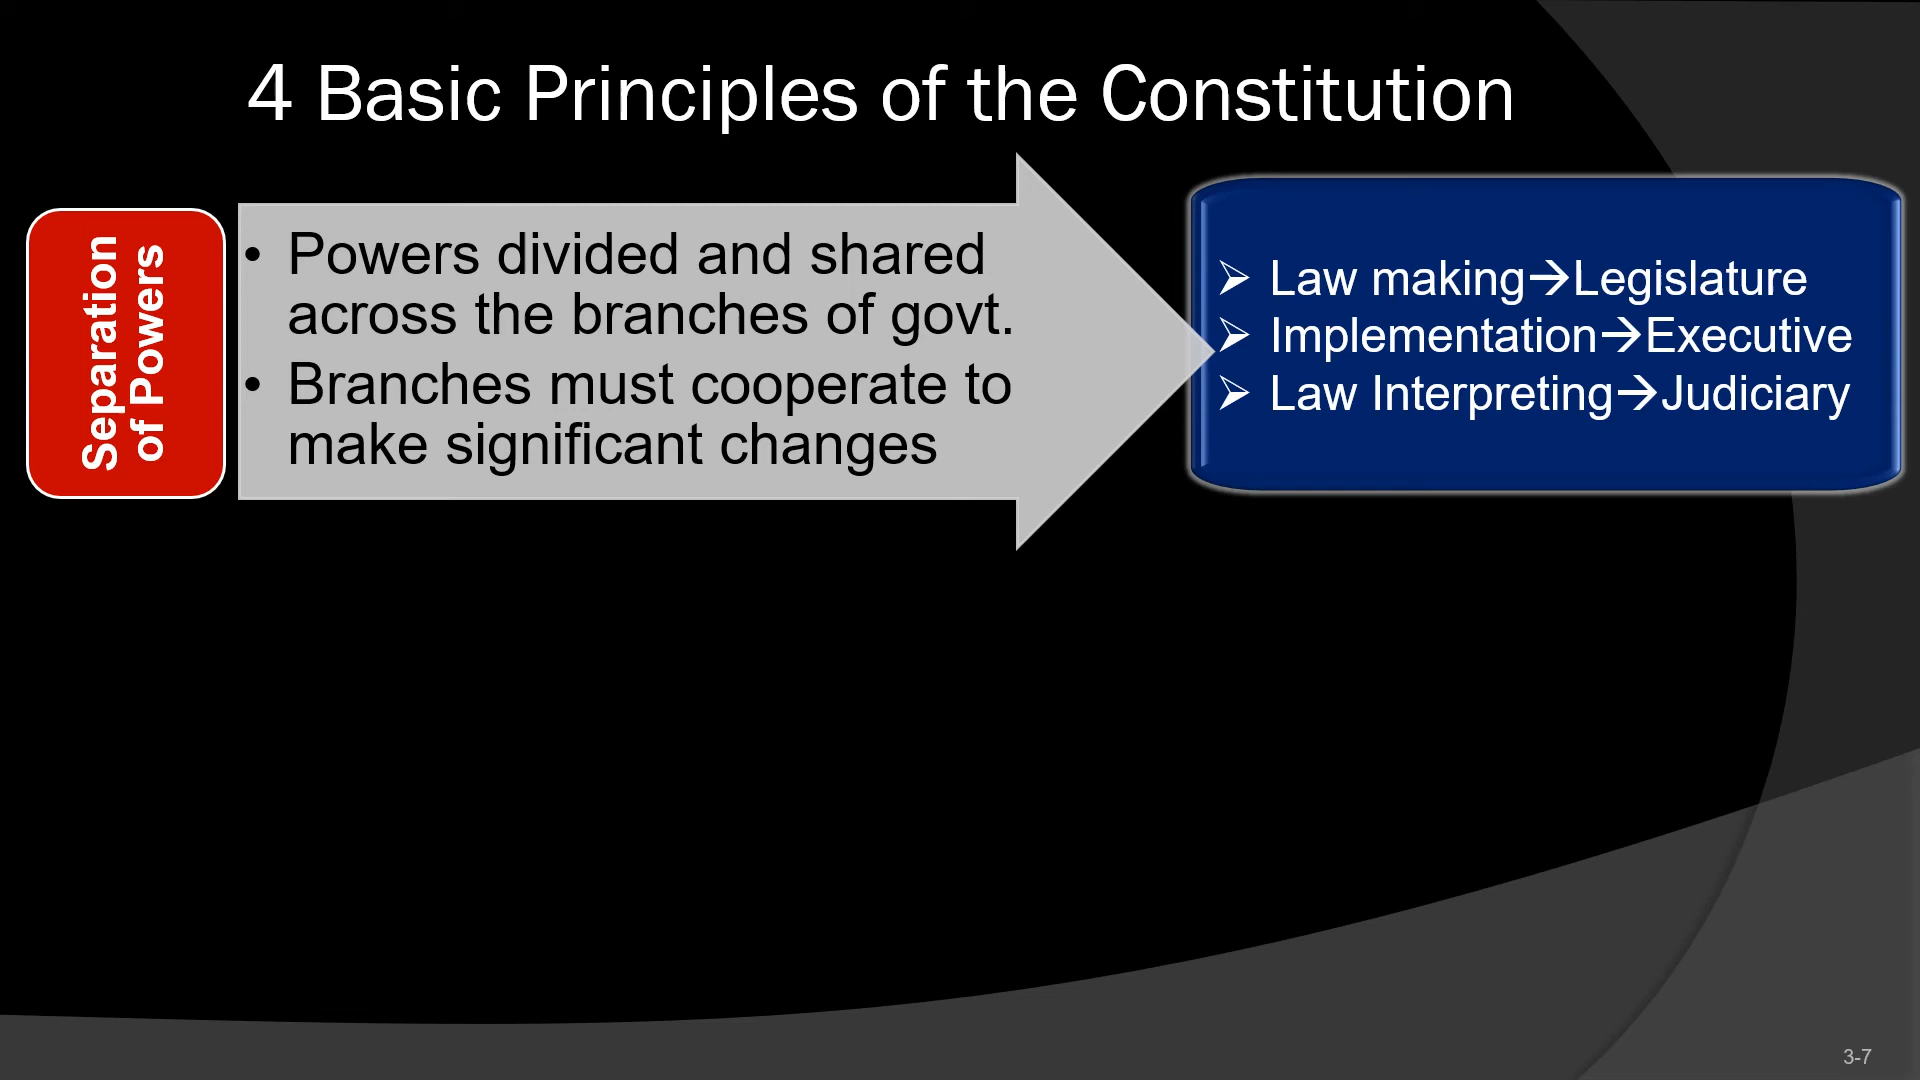 4 Basic Principles of the Constitution
Separation
of Powers
• Powers divided and shared
across the branches of govt.
• Branches must cooperate to
make significant changes
➢ Law making→Legislature
➢ Implementation→Executive
➢ Law Interpreting→Judiciary
3-7